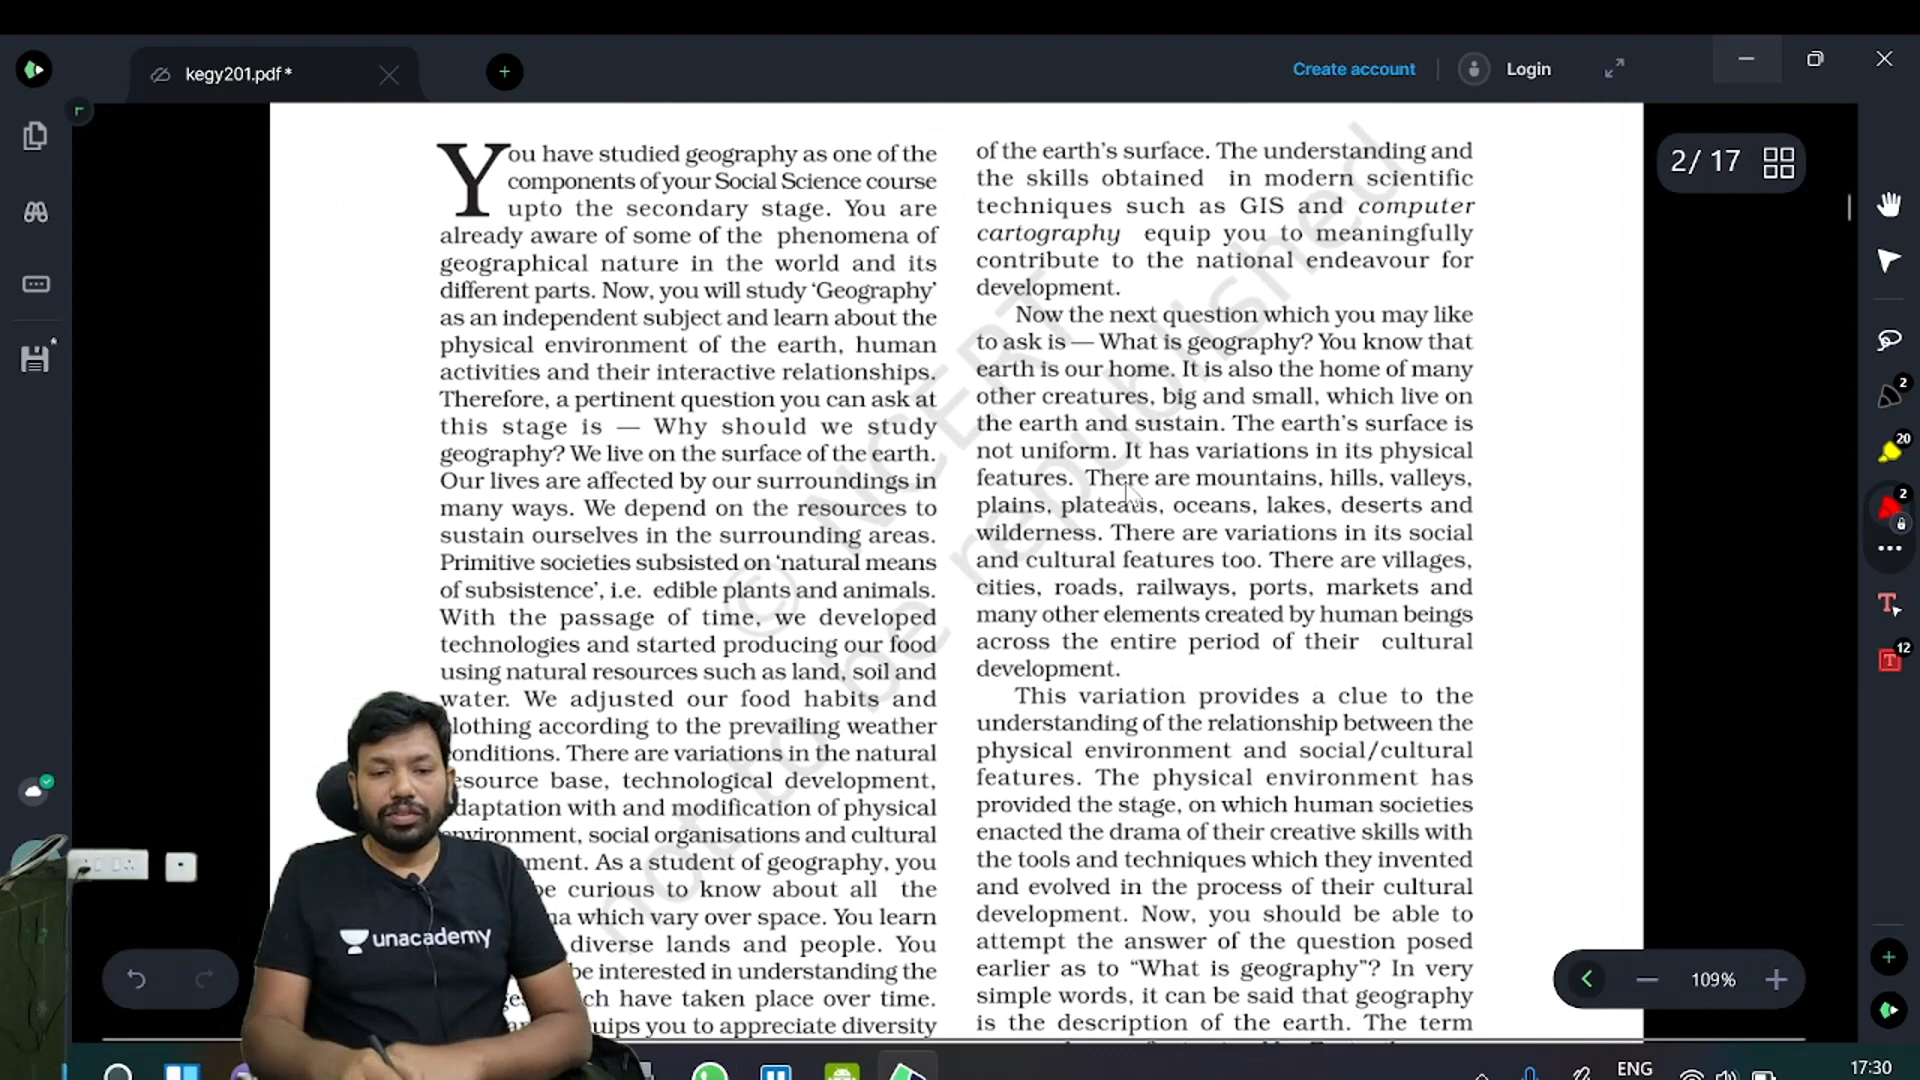 kegy201.pdf *
Create account
Login
2/ 17
You have studied geography as one of the
components of your Social Science course
upto the secondary stage. You are
already aware of some of the phenomena of
geographical nature in the world and its
different parts. Now, you will study ‘Geography’
as an independent subject and learn about the
physical environment of the earth, human
activities and their interactive relationships.
Therefore, a pertinent question you can ask at
this stage is — Why should we study
geography? We live on the surface of the earth.
Our lives are affected by our surroundings in
many ways. We depend on the resources to
sustain ourselves in the surrounding areas.
Primitive societies subsisted on ‘natural means
of subsistence’, i.e. edible plants and animals.
With the passage of time, we developed
technologies and started producing our food
using natural resources such as land, soil and
water. We adjusted our food habits and
clothing according to the prevailing weather
conditions. There are variations in the natural
resource base, technological development,
adaptation with and modification of physical
environment, social organisations and cultural
ment. As a student of geography, you
be curious to know about all the
na which vary over space. You learn
diverse lands and people. You
be interested in understanding the
ch have taken place over time.
uips you to appreciate diversity
of the earth’s surface. The understanding and
the skills obtained in modern scientific
techniques such as GIS and computer
cartography equip you to meaningfully
contribute to the national endeavour for
development.
Now the next question which you may like
to ask is — What is geography? You know that
earth is our home. It is also the home of many
other creatures, big and small, which live on
the earth and sustain. The earth’s surface is
not uniform. It has variations in its physical
features. There are mountains, hills, valleys,
plains, plateaus, oceans, lakes, deserts and
wilderness. There are variations in its social
and cultural features too. There are villages,
cities, roads, railways, ports, markets and
many other elements created by human beings
across the entire period of their cultural
development.
This variation provides a clue to the
understanding of the relationship between the
physical environment and social/cultural
features. The physical environment has
provided the stage, on which human societies
enacted the drama of their creative skills with
the tools and techniques which they invented
and evolved in the process of their cultural
development. Now, you should be able to
attempt the answer of the question posed
earlier as to “What is geography”? In very
simple words, it can be said that geography
is the description of the earth. The term
© NCERT
not to be republished
2
20
2
12
unacademy
109%
ENG
17:30